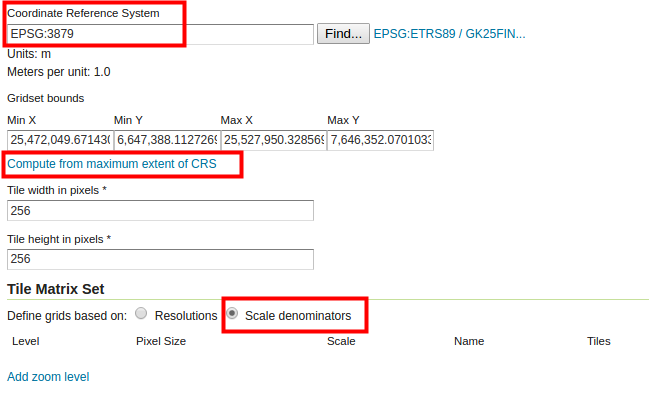 Coordinate Reference System
EPSG:3879 Find... EPSG:ETRS89 / GK25FIN...
Units: m
Meters per unit: 1.0
Gridset bounds
Min X Min Y Max X Max Y
25,472,049.671430 6,647,388.1127269 25,527,950.328569 7,646,352.0701033
Compute from maximum extent of CRS
Tile width in pixels *
256
Tile height in pixels *
256
Tile Matrix Set
Define grids based on: Resolutions Scale denominators
Level Pixel Size Scale Name Tiles
Add zoom level